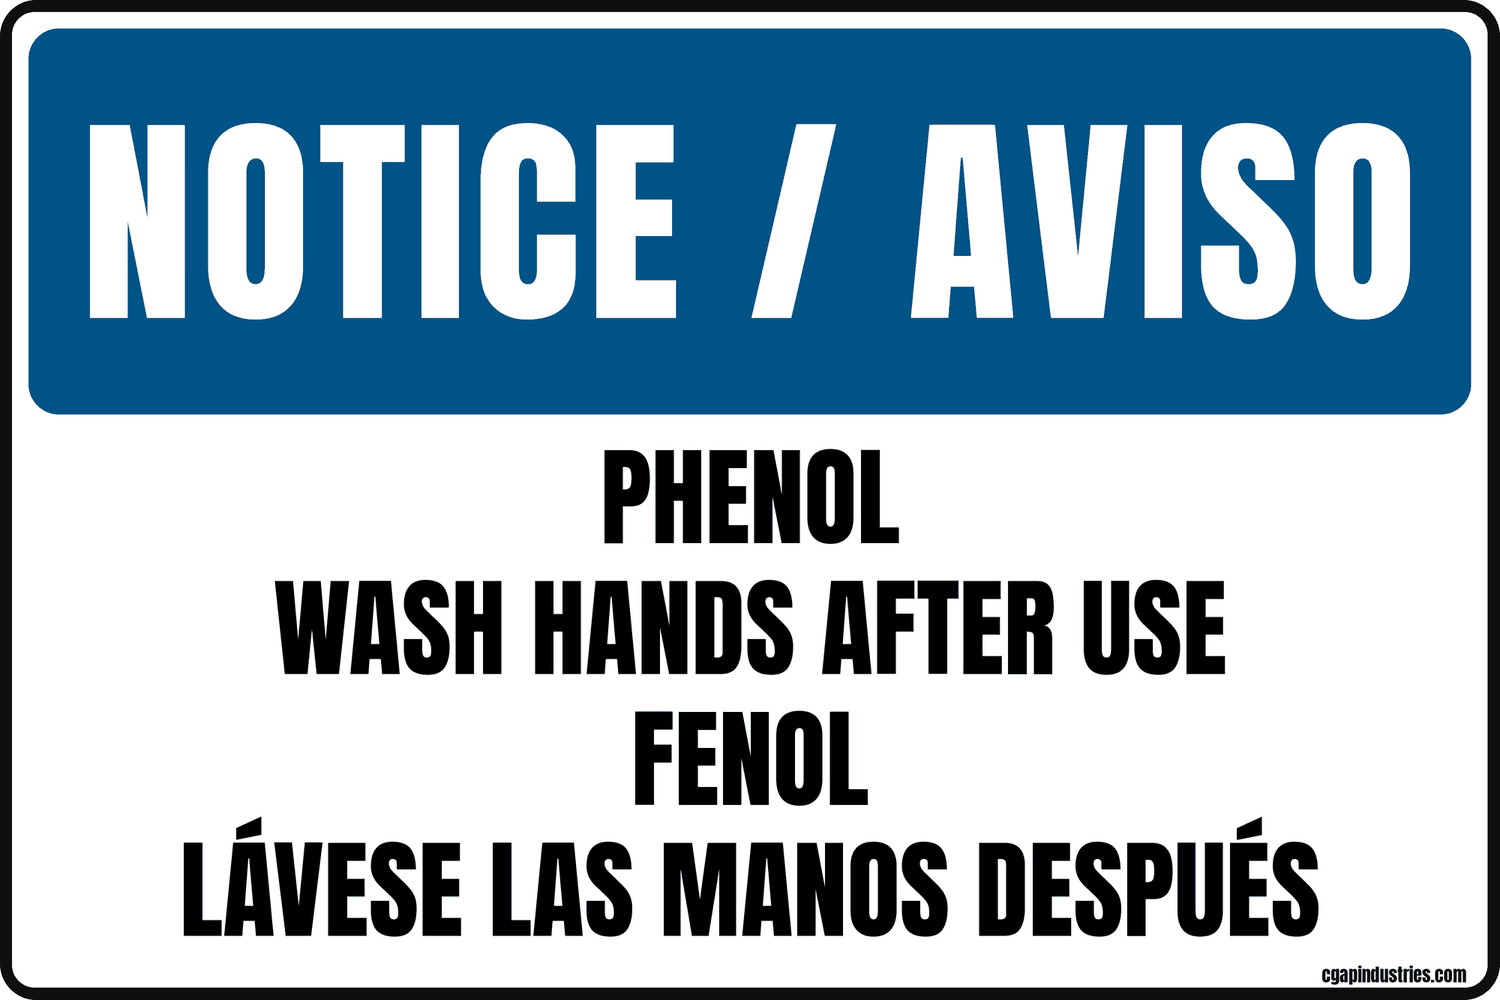 NOTICE / AVISO
PHENOL
WASH HANDS AFTER USE
FENOL
LÁVESE LAS MANOS DESPUÉS
cgapindustries.com